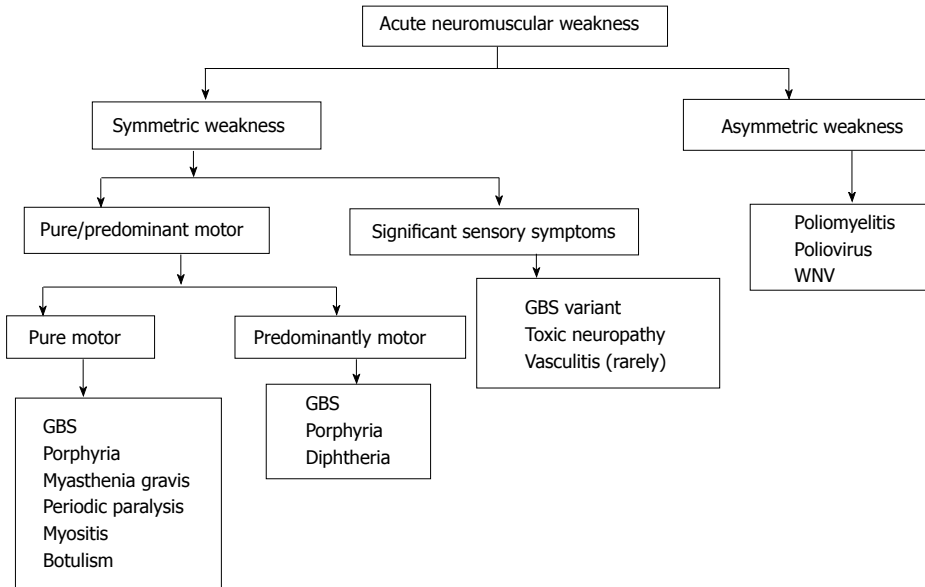 Acute neuromuscular weakness
Symmetric weakness
Asymmetric weakness
Pure/predominant motor
Significant sensory symptoms
Poliomyelitis
Poliovirus
WNV
Pure motor
Predominantly motor
GBS variant
Toxic neuropathy
Vasculitis (rarely)
GBS
Porphyria
Myasthenia gravis
Periodic paralysis
Myositis
Botulism
GBS
Porphyria
Diphtheria